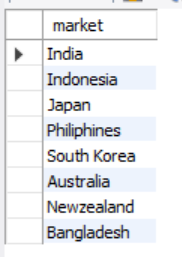 market
India
Indonesia
Japan
Philiphines
South Korea
Australia
Newzealand
Bangladesh